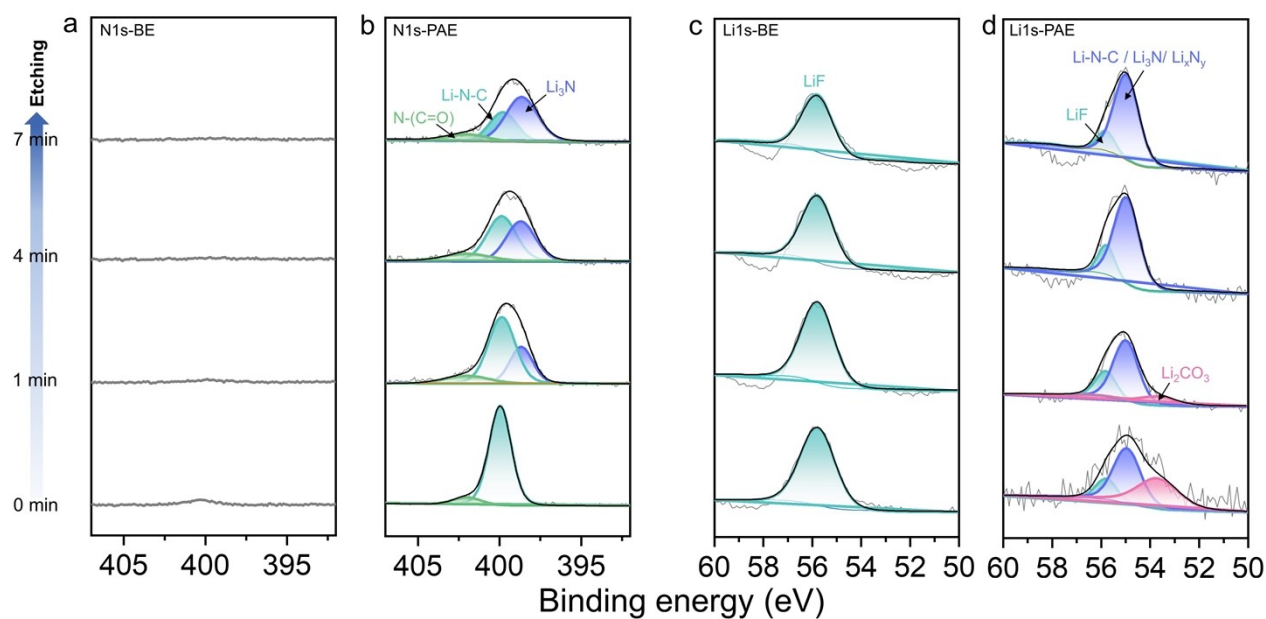 a
N1s-BE
b
N1s-PAE
c
Li1s-BE
d
Li1s-PAE
Etching
7 min
4 min
1 min
0 min
Li-N-C
Li₃N
N-(C=O)
LiF
Li-N-C / Li₃N/ LiₓNᵧ
LiF
Li₂CO₃
405 400 395
405 400 395
60 58 56 54 52 50
60 58 56 54 52 50
Binding energy (eV)